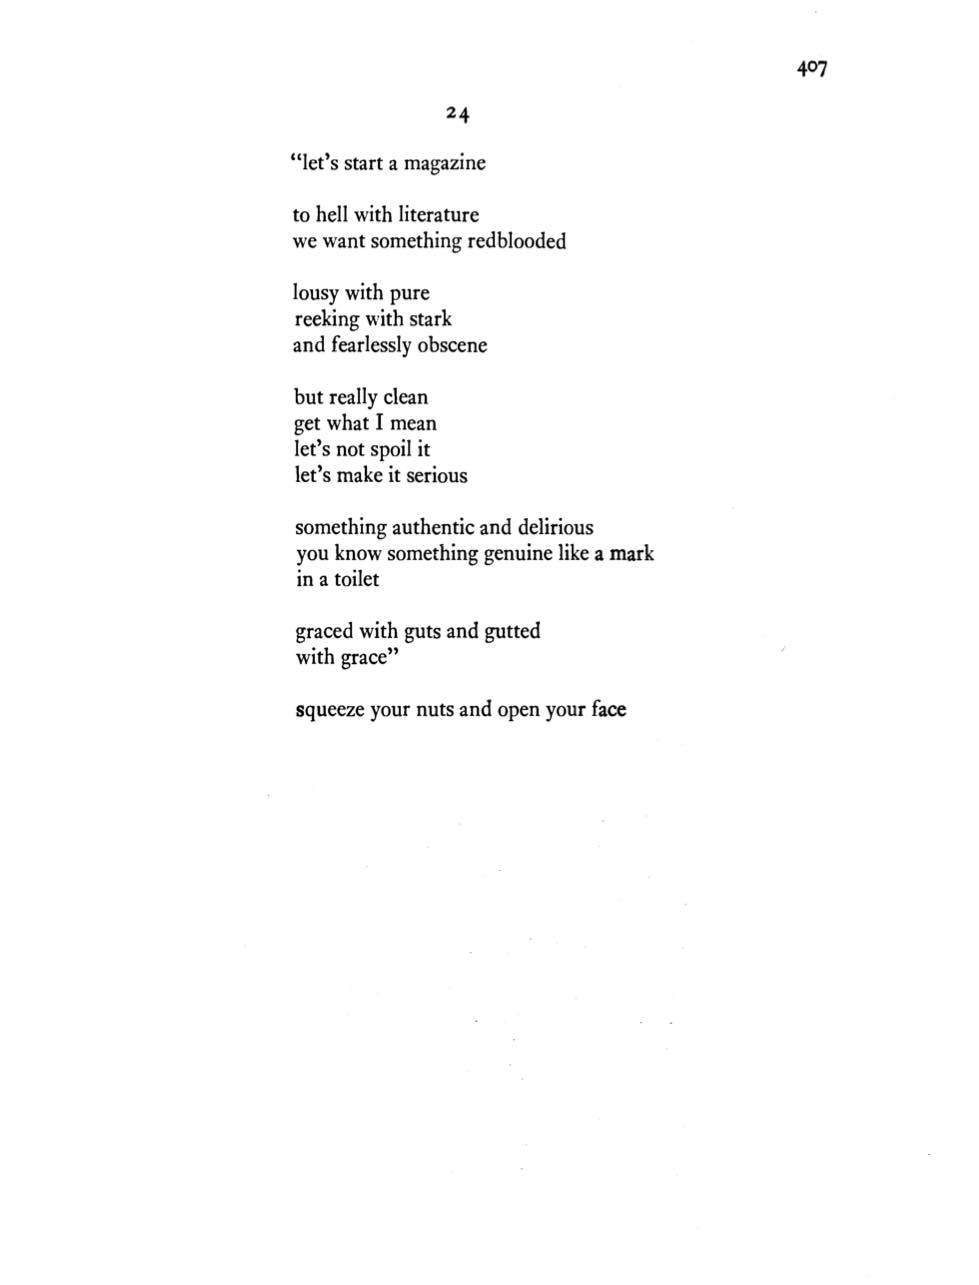 407
24
“let’s start a magazine
to hell with literature
we want something redblooded
lousy with pure
reeking with stark
and fearlessly obscene
but really clean
get what I mean
let’s not spoil it
let’s make it serious
something authentic and delirious
you know something genuine like a mark
in a toilet
graced with guts and gutted
with grace”
squeeze your nuts and open your face